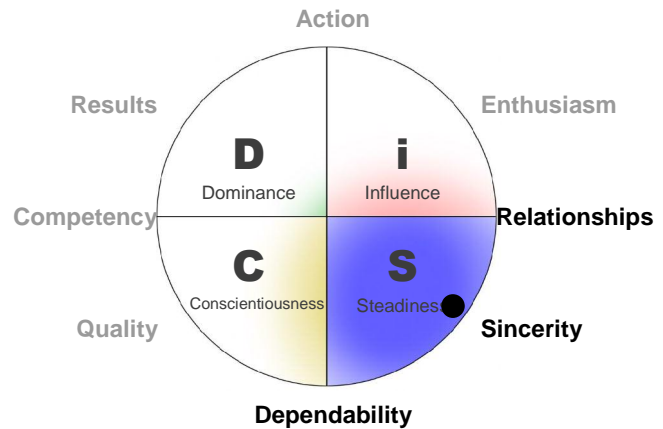 Action
Results
Enthusiasm
D
i
Dominance
Influence
Competency
Relationships
C
S
Conscientiousness
Steadines
Quality
Sincerity
Dependability